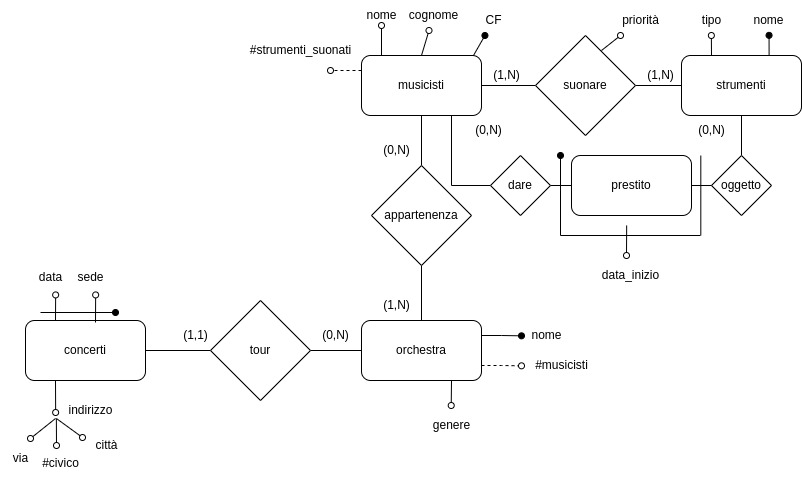 nome
cognome
CF
priorità
tipo
nome
#strumenti_suonati
musicisti
(1,N)
suonare
(1,N)
strumenti
(0,N)
(0,N)
(0,N)
dare
prestito
oggetto
appartenenza
data_inizio
data
sede
(1,N)
concerti
(1,1)
tour
(0,N)
orchestra
nome
#musicisti
genere
indirizzo
via
#civico
città